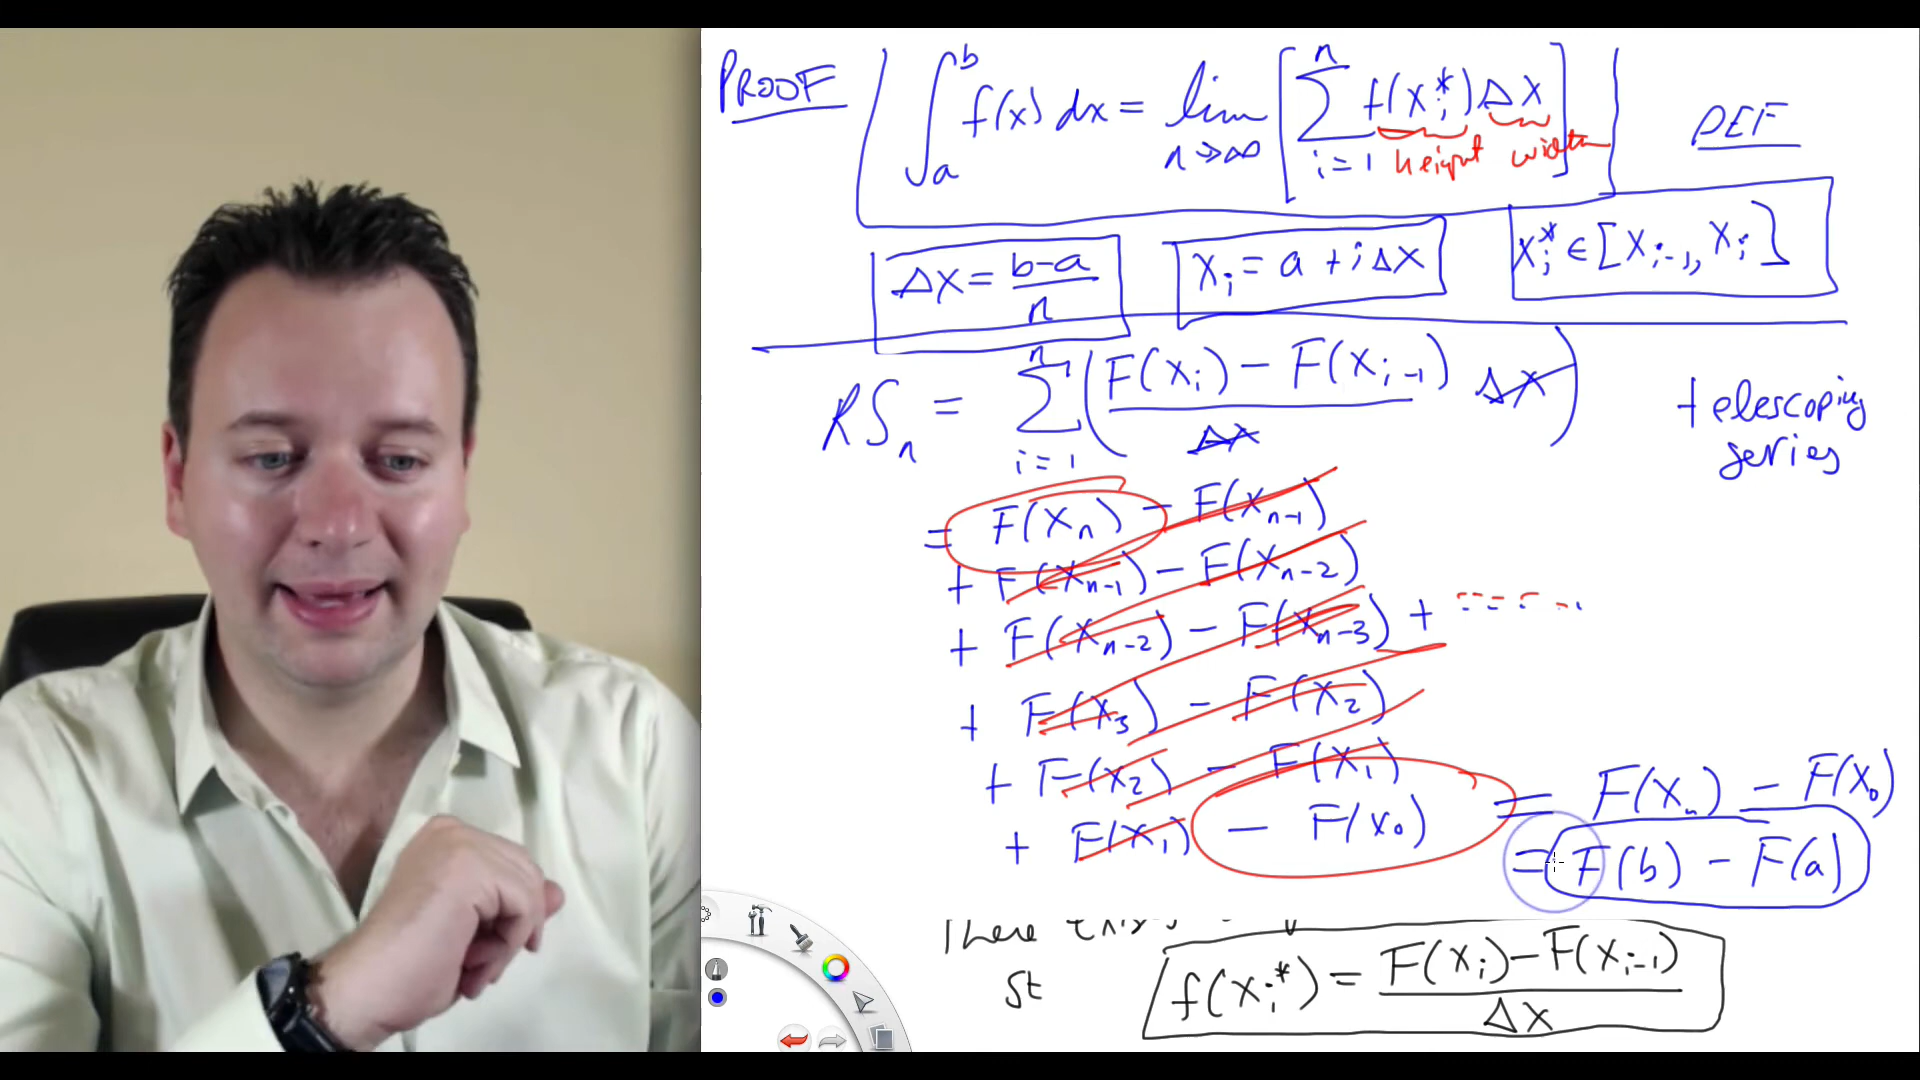 PROOF
∫_a^b f(x) dx = lim_{n→∞} [ ∑_{i=1}^n f(x_i^*) Δx ]
height width
DEF
Δx = (b-a)/n
x_i = a + iΔx
x_i^* ∈ [x_{i-1}, x_i]
RS_n = ∑_{i=1}^n ( (F(x_i) - F(x_{i-1}))/Δx Δx )
telescoping
series
= F(x_n) - F(x_{n-1})
+ F(x_{n-1}) - F(x_{n-2})
+ F(x_{n-2}) - F(x_{n-3}) + ------
+ F(x_3) - F(x_2)
+ F(x_2) - F(x_1)
+ F(x_1) - F(x_0)
= F(x_n) - F(x_0)
= F(b) - F(a)
St
f(x_i^*) = (F(x_i) - F(x_{i-1}))/Δx